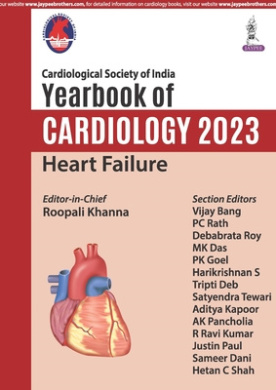 our website www.jaypeebrothers.com, for detailed information on cardiology books, visit our website www.jaypeebrothers.com
JAYPEE
Cardiological Society of India
Yearbook of
CARDIOLOGY 2023
Heart Failure
Editor-in-Chief
Roopali Khanna
Section Editors
Vijay Bang
PC Rath
Debabrata Roy
MK Das
PK Goel
Harikrishnan S
Tripti Deb
Satyendra Tewari
Aditya Kapoor
AK Pancholia
R Ravi Kumar
Justin Paul
Sameer Dani
Hetan C Shah